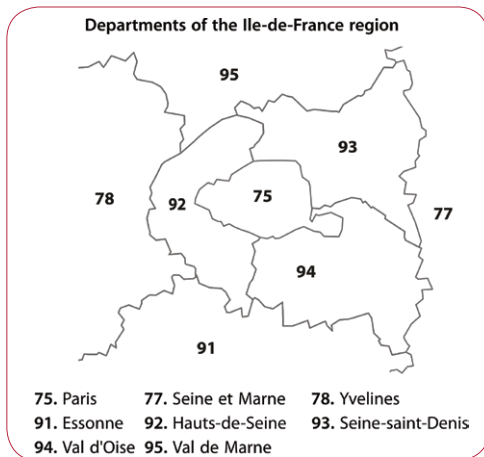 Departments of the Ile-de-France region
95
93
78
92
75
77
94
91
75. Paris 77. Seine et Marne 78. Yvelines
91. Essonne 92. Hauts-de-Seine 93. Seine-saint-Denis
94. Val d'Oise 95. Val de Marne